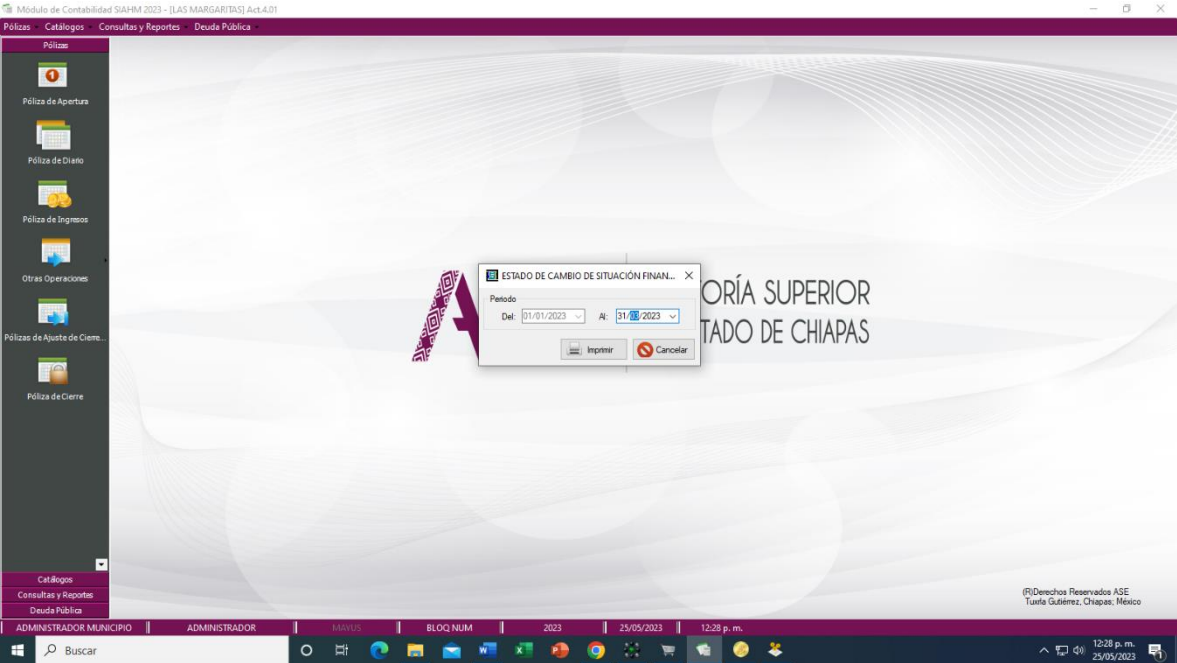 Módulo de Contabilidad SIAHM 2023 - [LAS MARGARITAS] Act.4.01
Pólizas Catálogos Consultas y Reportes Deuda Pública
Pólizas
1
Póliza de Apertura
Póliza de Diario
Póliza de Ingresos
Otras Operaciones
Pólizas de Ajuste de Cierre...
Póliza de Cierre
ESTADO DE CAMBIO DE SITUACIÓN FINAN...
Periodo
Del: 01/01/2023 Al: 31/03/2023
Imprimir Cancelar
ORÍA SUPERIOR
TADO DE CHIAPAS
Catálogos
Consultas y Reportes
Deuda Pública
(R)Derechos Reservados ASE
Tuxtla Gutiérrez, Chiapas; México
ADMINISTRADOR MUNICIPIO ADMINISTRADOR MAYUS BLOQ NUM 2023 25/05/2023 12:28 p. m.
Buscar
12:28 p. m.
25/05/2023